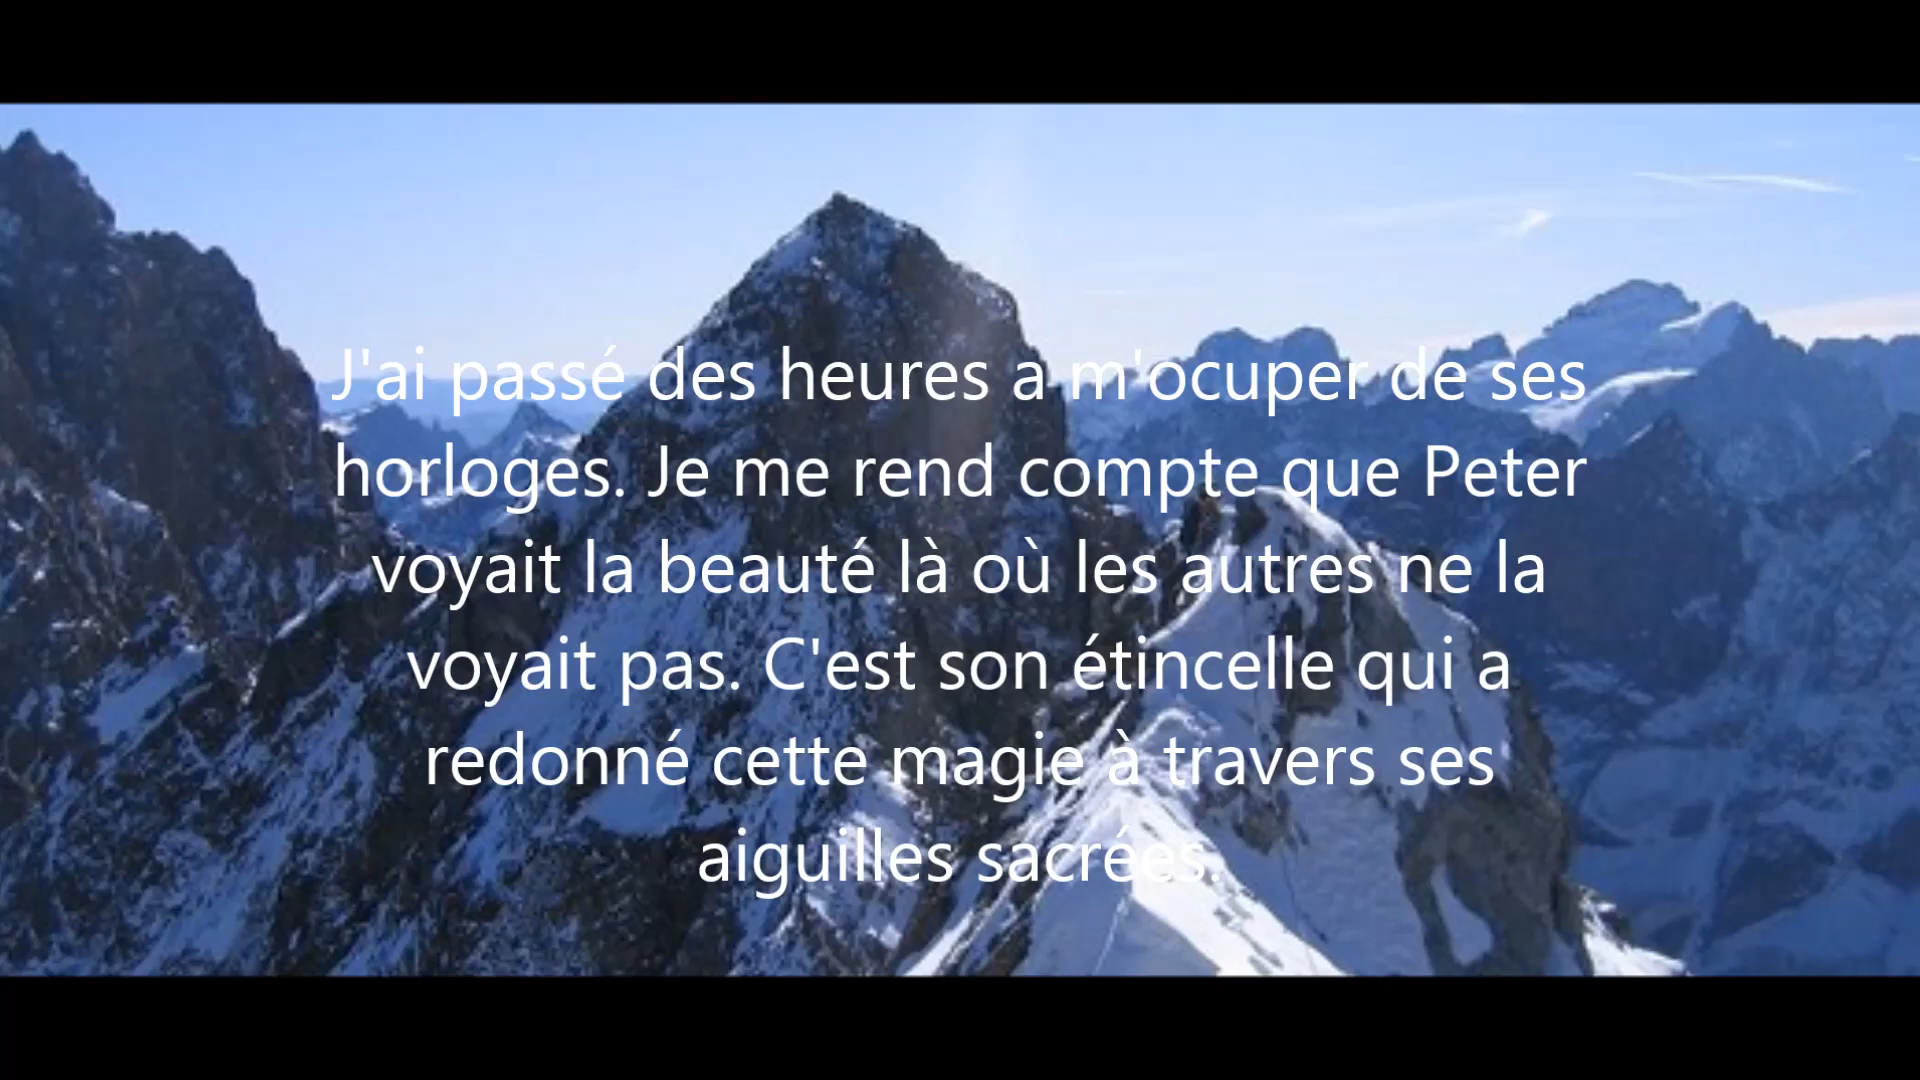 J'ai passé des heures a m'ocuper de ses
horloges. Je me rend compte que Peter
voyait la beauté là où les autres ne la
voyait pas. C'est son étincelle qui a
redonné cette magie à travers ses
aiguilles sacrées.